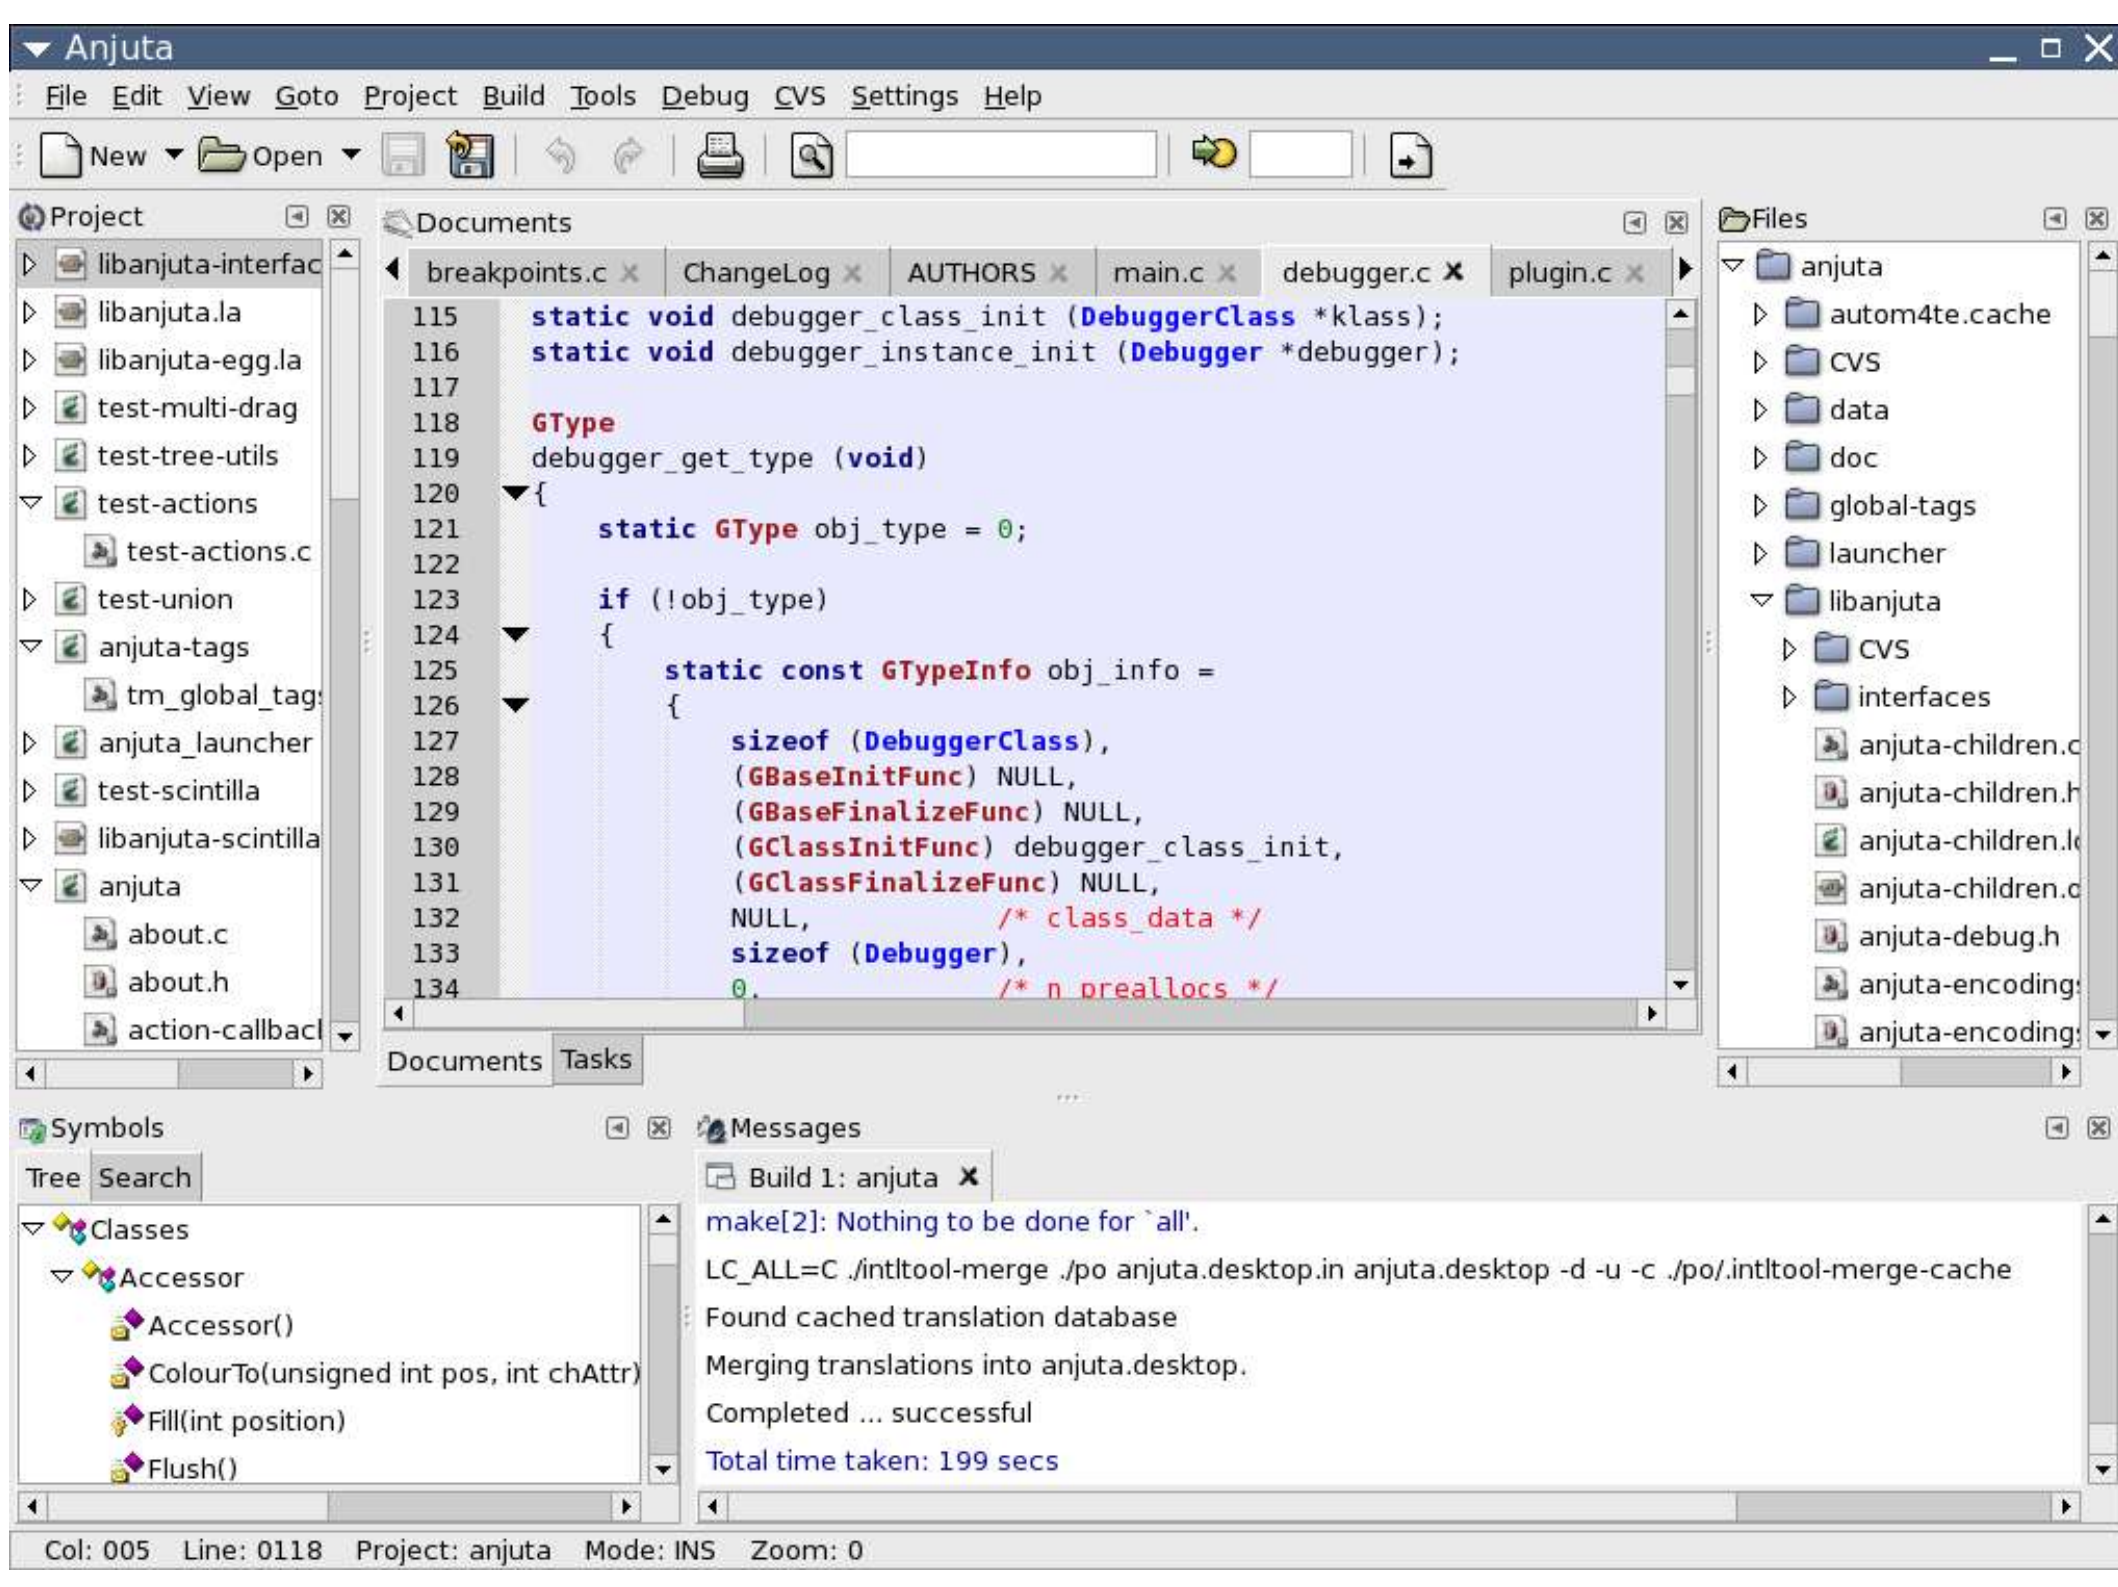 Anjuta
File Edit View Goto Project Build Tools Debug CVS Settings Help
New Open
Project
libanjuta-interfac
libanjuta.la
libanjuta-egg.la
test-multi-drag
test-tree-utils
test-actions
test-actions.c
test-union
anjuta-tags
tm_global_tag
anjuta_launcher
test-scintilla
libanjuta-scintilla
anjuta
about.c
about.h
action-callbac
Documents
breakpoints.c ChangeLog AUTHORS main.c debugger.c plugin.c
115 static void debugger_class_init (DebuggerClass *klass);
116 static void debugger_instance_init (Debugger *debugger);
117
118 GType
119 debugger_get_type (void)
120 {
121 static GType obj_type = 0;
122
123 if (!obj_type)
124 {
125 static const GTypeInfo obj_info =
126 {
127 sizeof (DebuggerClass),
128 (GBaseInitFunc) NULL,
129 (GBaseFinalizeFunc) NULL,
130 (GClassInitFunc) debugger_class_init,
131 (GClassFinalizeFunc) NULL,
132 NULL, /* class_data */
133 sizeof (Debugger),
134 0, /* n_preallocs */
Documents Tasks
Files
anjuta
autom4te.cache
CVS
data
doc
global-tags
launcher
libanjuta
CVS
interfaces
anjuta-children.c
anjuta-children.h
anjuta-children.l
anjuta-children.o
anjuta-debug.h
anjuta-encoding
anjuta-encoding
Symbols
Tree Search
Classes
Accessor
Accessor()
ColourTo(unsigned int pos, int chAttr)
Fill(int position)
Flush()
Messages
Build 1: anjuta
make[2]: Nothing to be done for `all'.
LC_ALL=C ./intltool-merge ./po anjuta.desktop.in anjuta.desktop -d -u -c ./po/.intltool-merge-cache
Found cached translation database
Merging translations into anjuta.desktop.
Completed ... successful
Total time taken: 199 secs
Col: 005 Line: 0118 Project: anjuta Mode: INS Zoom: 0